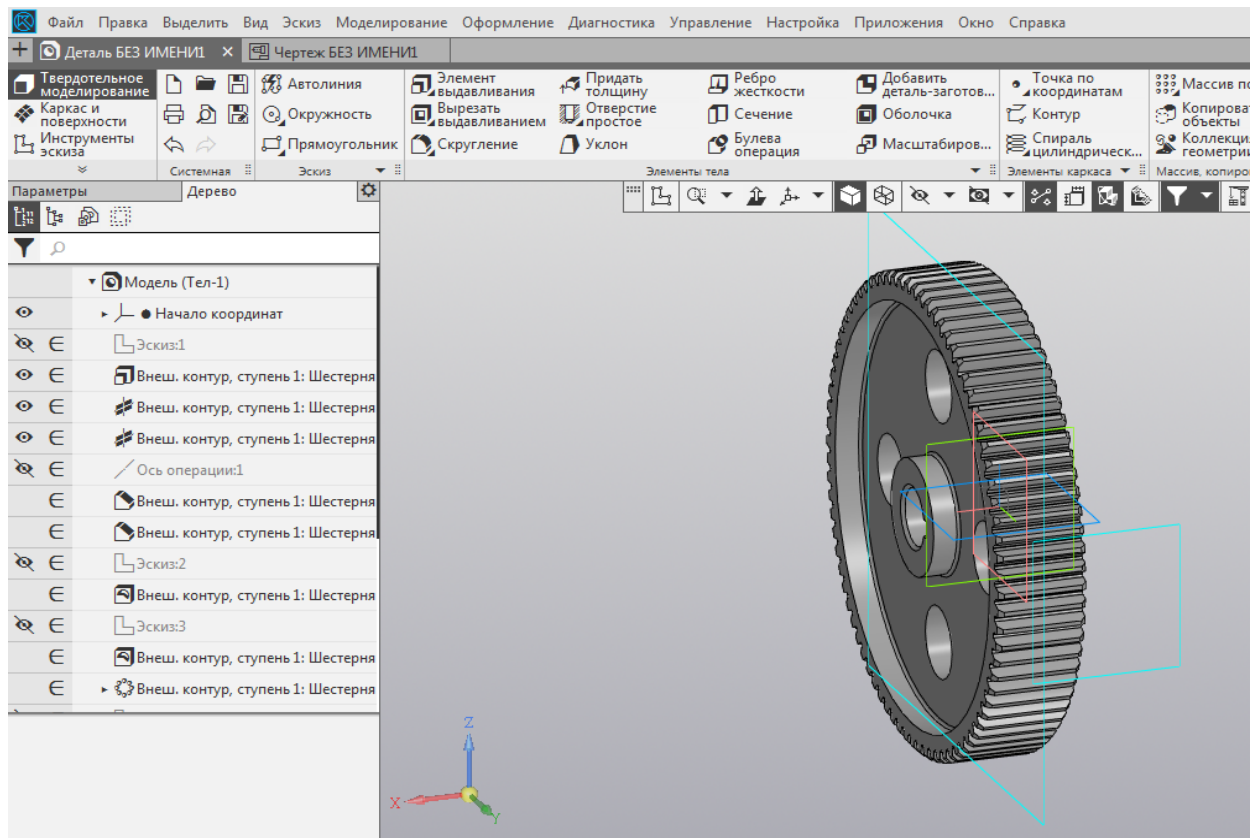 Файл Правка Выделить Вид Эскиз Моделирование Оформление Диагностика Управление Настройка Приложения Окно Справка
Деталь БЕЗ ИМЕНИ1 Чертеж БЕЗ ИМЕНИ1
Твердотельное моделирование
Каркас и поверхности
Инструменты эскиза
Системная
Автолиния
Окружность
Прямоугольник
Эскиз
Элемент выдавливания
Вырезать выдавливанием
Скругление
Придать толщину
Отверстие простое
Уклон
Ребро жесткости
Сечение
Булева операция
Добавить деталь-заготов...
Оболочка
Масштабиров...
Элементы тела
Точка по координатам
Контур
Спираль цилиндрическ...
Элементы каркаса
Массив по
Копироват объекты
Коллекци геометри
Массив, копиро
Параметры
Дерево
Модель (Тел-1)
Начало координат
Эскиз:1
Внеш. контур, ступень 1: Шестерня
Внеш. контур, ступень 1: Шестерня
Внеш. контур, ступень 1: Шестерня
Ось операции:1
Внеш. контур, ступень 1: Шестерня
Внеш. контур, ступень 1: Шестерня
Эскиз:2
Внеш. контур, ступень 1: Шестерня
Эскиз:3
Внеш. контур, ступень 1: Шестерня
Внеш. контур, ступень 1: Шестерня
Z
X
Y